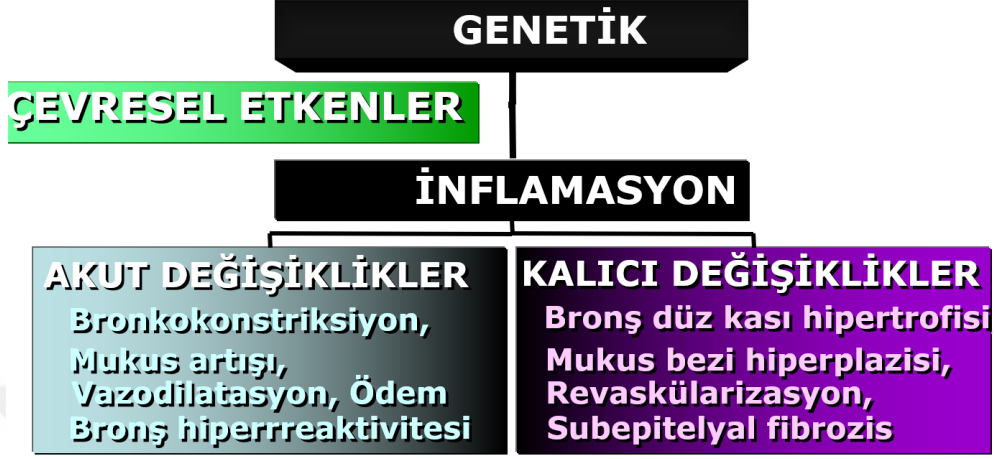 GENETİK
ÇEVRESEL ETKENLER
İNFLAMASYON
AKUT DEĞİŞİKLİKLER
Bronkokonstriksiyon,
Mukus artışı,
Vazodilatasyon, Ödem
Bronş hiperrreaktivitesi
KALICI DEĞİŞİKLİKLER
Bronş düz kası hipertrofisi
Mukus bezi hiperplazisi,
Revaskülarizasyon,
Subepitelyal fibrozis